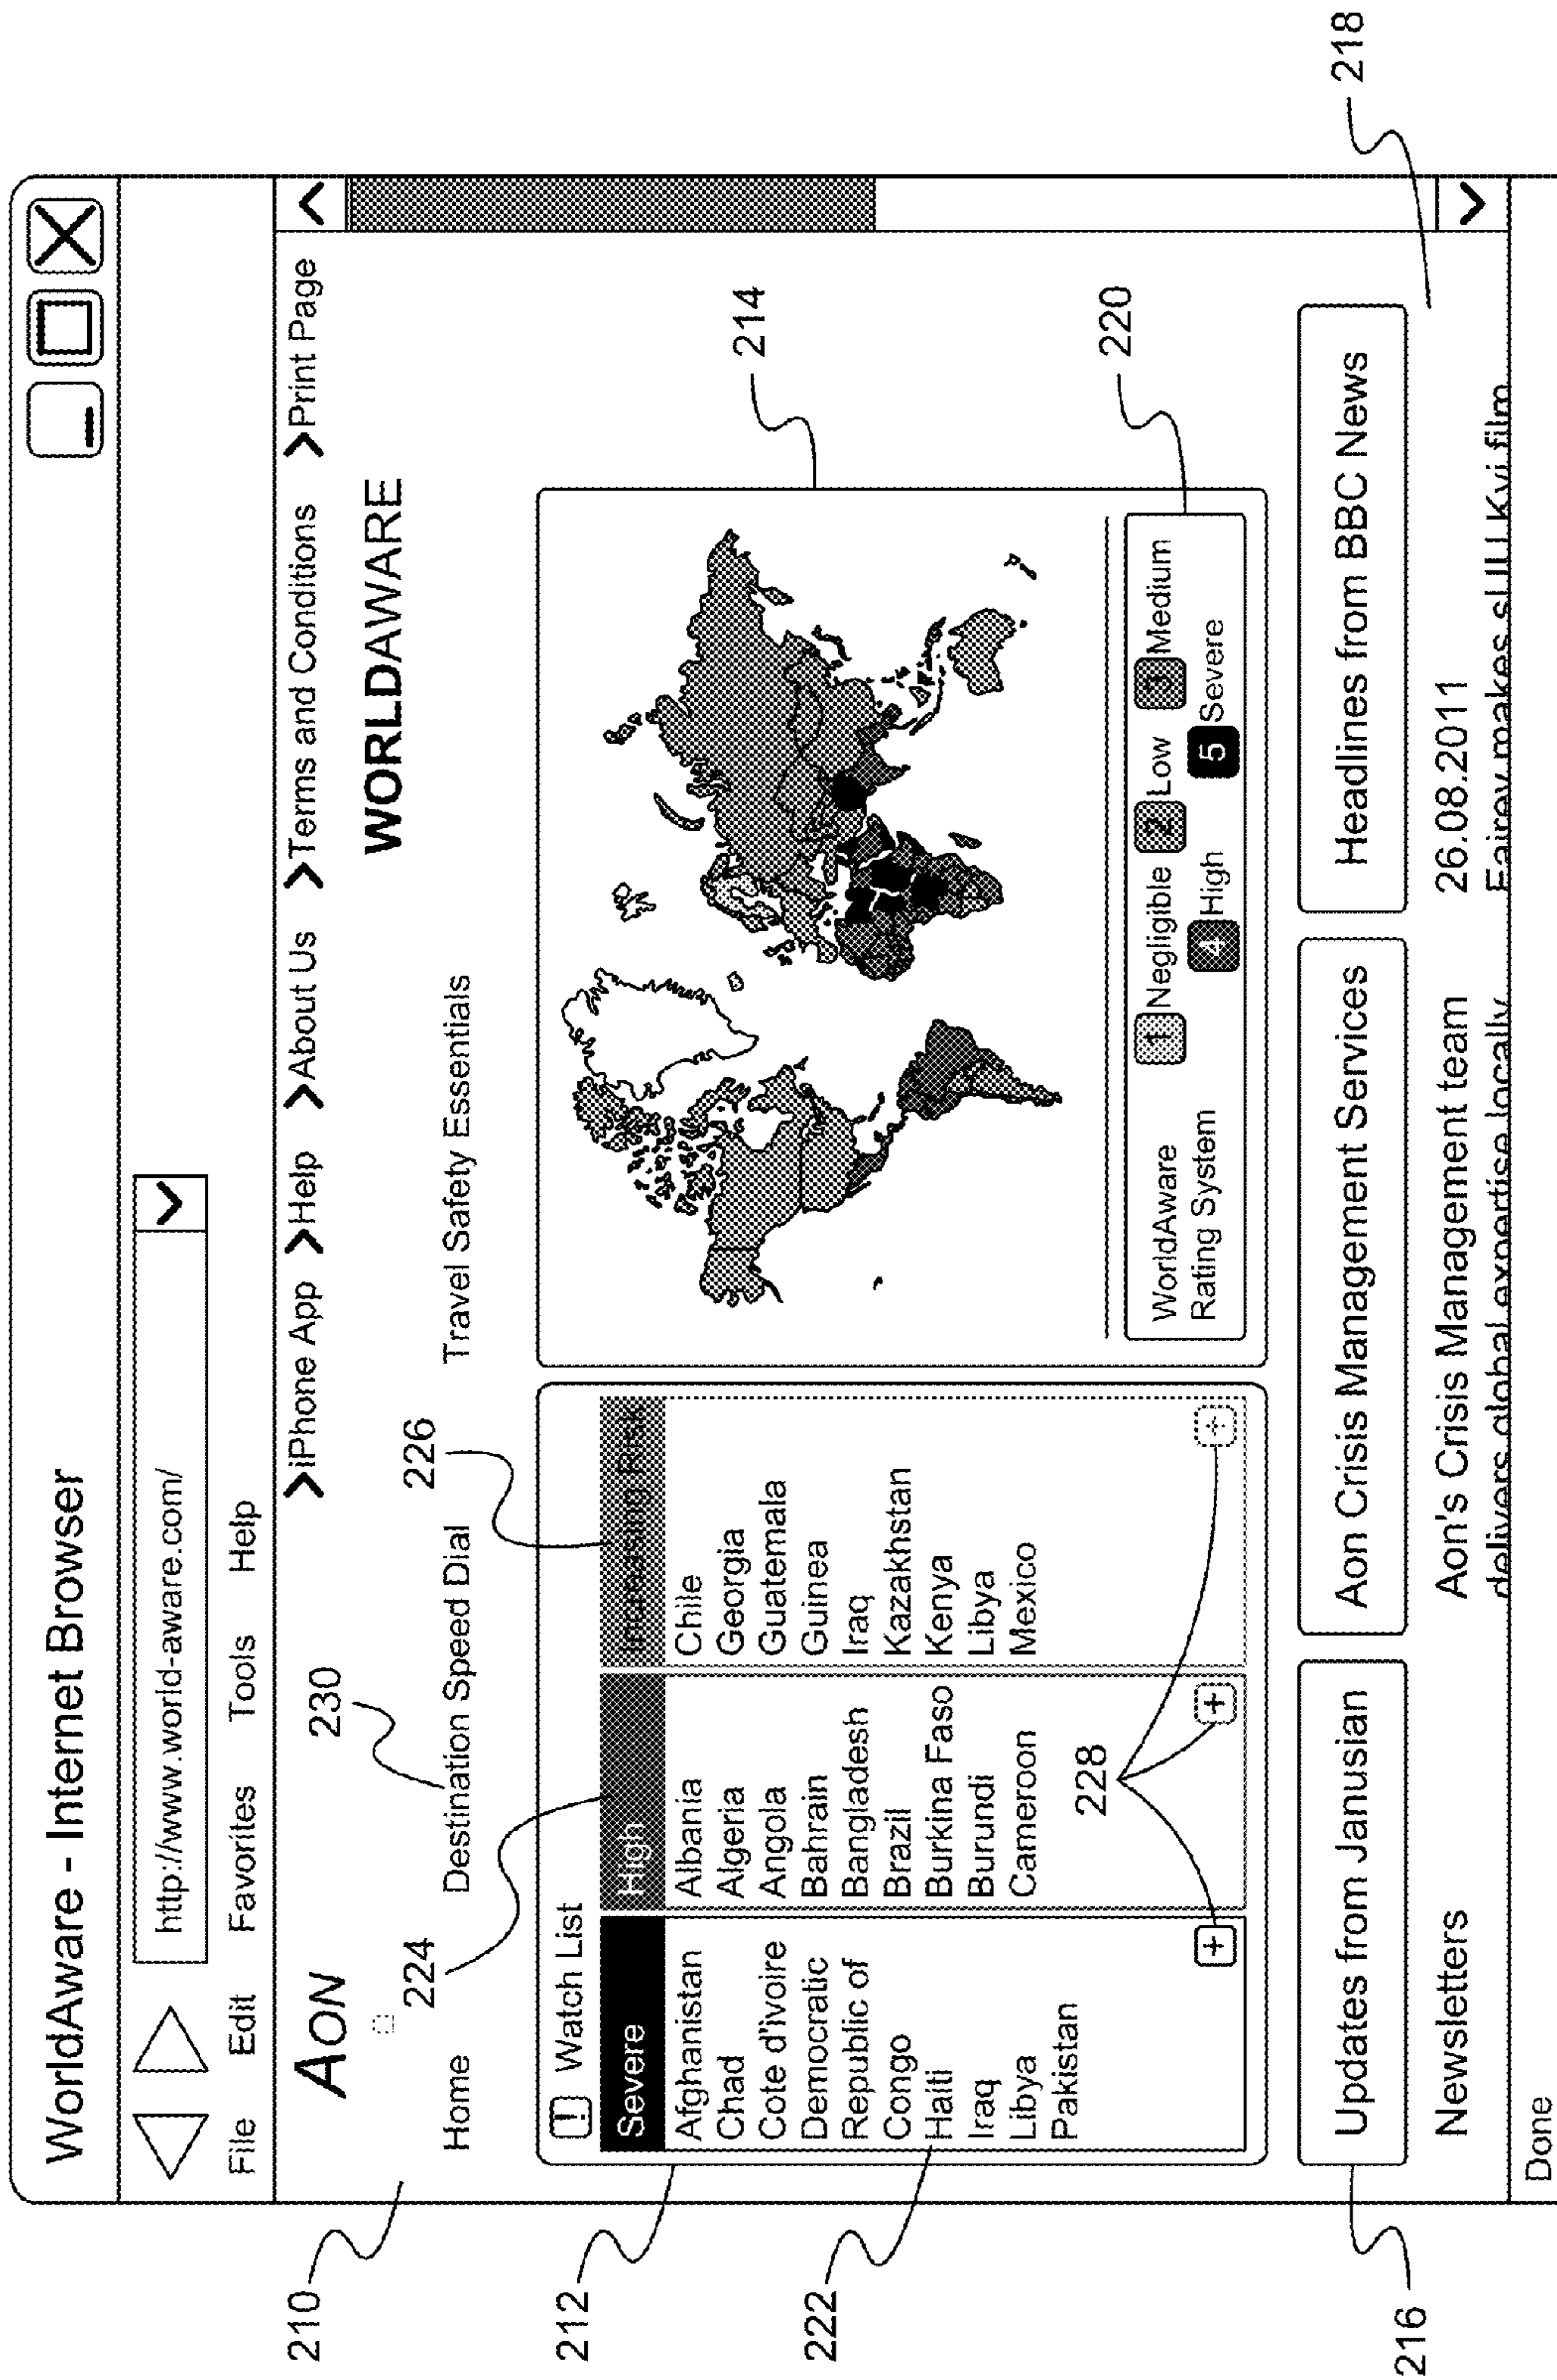 WorldAware - Internet Browser
http://www.world-aware.com/
File Edit Favorites Tools Help
AON
iPhone App Help About Us Terms and Conditions Print Page
210
230
WORLDAWARE
224
226
Home Destination Speed Dial Travel Safety Essentials
212
! Watch List
Severe
Afghanistan
Chad
Cote d'ivoire
Democratic
Republic of
Congo
Haiti
Iraq
Libya
Pakistan
222
High
Albania
Algeria
Angola
Bahrain
Bangladesh
Brazil
Burkina Faso
Burundi
Cameroon
Increasing Risk
Chile
Georgia
Guatemala
Guinea
Iraq
Kazakhstan
Kenya
Libya
Mexico
228
+ + +
214
WorldAware
Rating System
1 Negligible 2 Low 3 Medium
4 High 5 Severe
220
Updates from Janusian
Newsletters
216
Aon Crisis Management Services
Aon's Crisis Management team
delivers global expertise locally
Headlines from BBC News
26.08.2011
218
Done